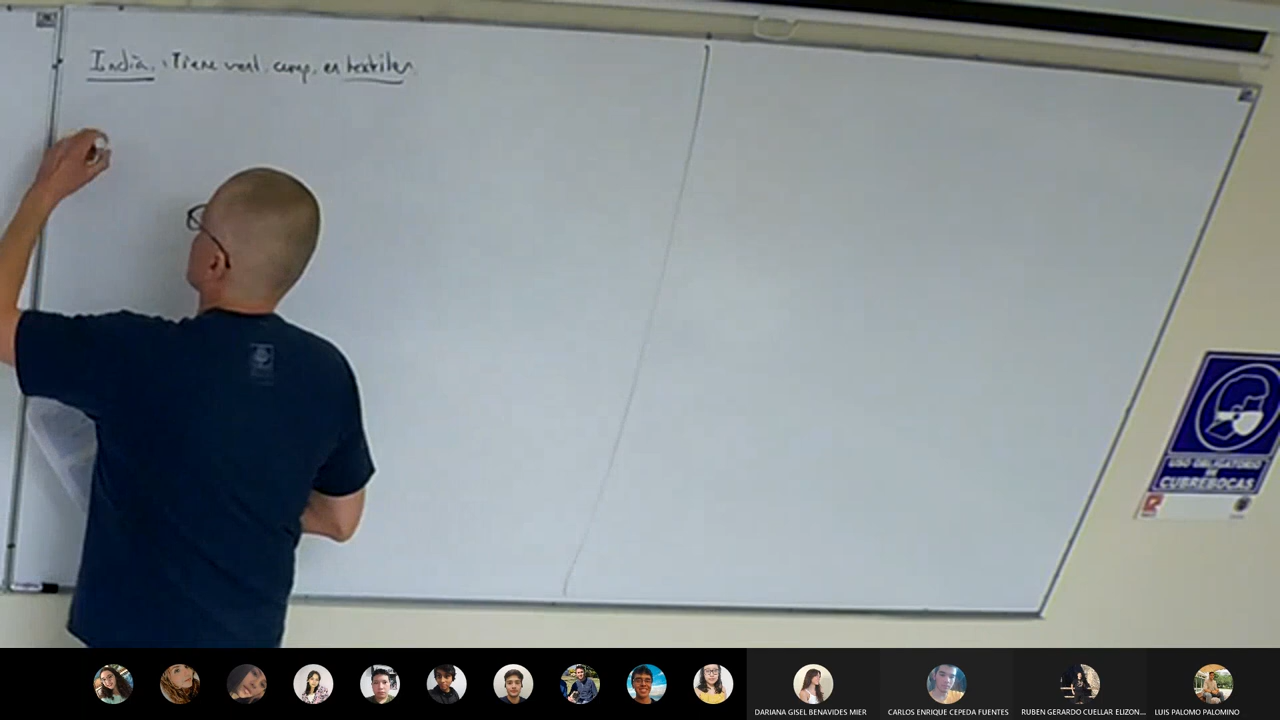 India. · Tiene vent. comp. en textiles
USO OBLIGATORIO
DE
CUBREBOCAS
DARIANA GISEL BENAVIDES MIER
CARLOS ENRIQUE CEPEDA FUENTES
RUBEN GERARDO CUELLAR ELIZON...
LUIS PALOMO PALOMINO